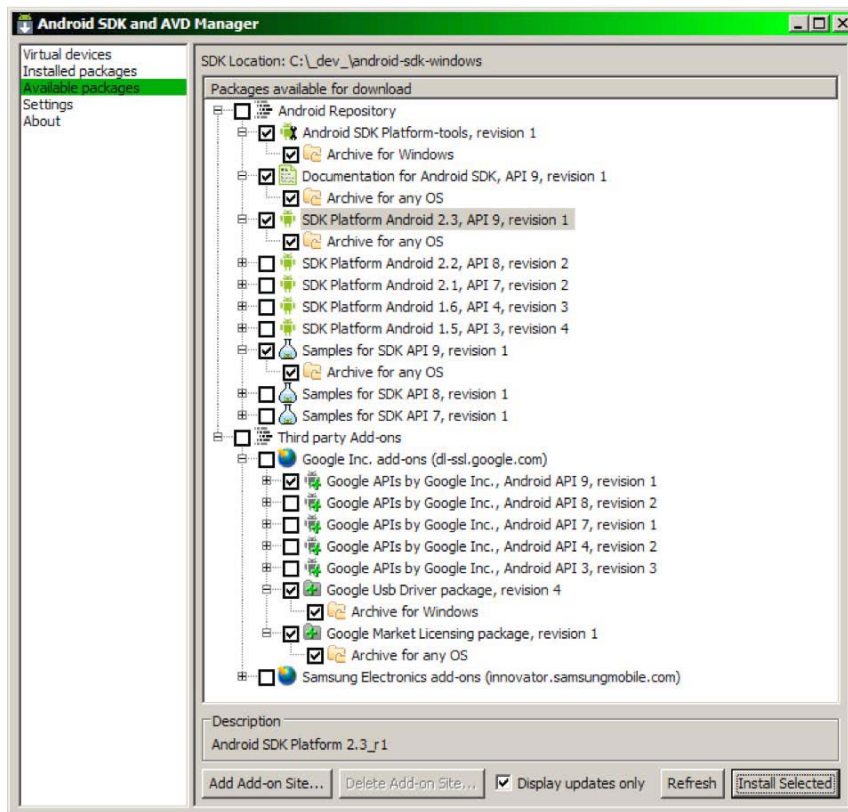 Android SDK and AVD Manager
Virtual devices
Installed packages
Available packages
Settings
About
SDK Location: C:\_dev_\android-sdk-windows
Packages available for download
Android Repository
Android SDK Platform-tools, revision 1
Archive for Windows
Documentation for Android SDK, API 9, revision 1
Archive for any OS
SDK Platform Android 2.3, API 9, revision 1
Archive for any OS
SDK Platform Android 2.2, API 8, revision 2
SDK Platform Android 2.1, API 7, revision 2
SDK Platform Android 1.6, API 4, revision 3
SDK Platform Android 1.5, API 3, revision 4
Samples for SDK API 9, revision 1
Archive for any OS
Samples for SDK API 8, revision 1
Samples for SDK API 7, revision 1
Third party Add-ons
Google Inc. add-ons (dl-ssl.google.com)
Google APIs by Google Inc., Android API 9, revision 1
Google APIs by Google Inc., Android API 8, revision 2
Google APIs by Google Inc., Android API 7, revision 1
Google APIs by Google Inc., Android API 4, revision 2
Google APIs by Google Inc., Android API 3, revision 3
Google Usb Driver package, revision 4
Archive for Windows
Google Market Licensing package, revision 1
Archive for any OS
Samsung Electronics add-ons (innovator.samsungmobile.com)
Description
Android SDK Platform 2.3_r1
Add Add-on Site... Delete Add-on Site... Display updates only Refresh Install Selected